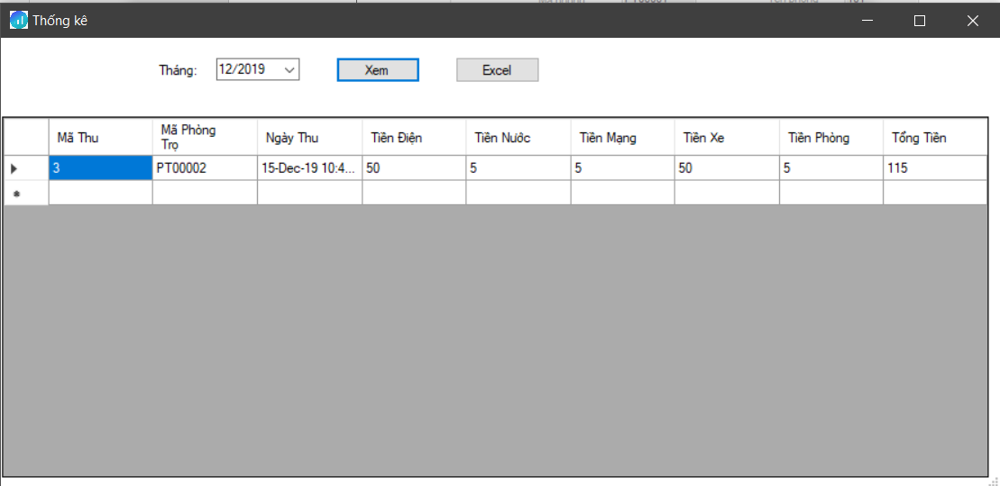 Thống kê
Tháng: 12/2019 Xem Excel
Mã Thu Mã Phòng Trọ Ngày Thu Tiền Điện Tiền Nước Tiền Mạng Tiền Xe Tiền Phòng Tổng Tiền
3 PT00002 15-Dec-19 10:4... 50 5 5 50 5 115